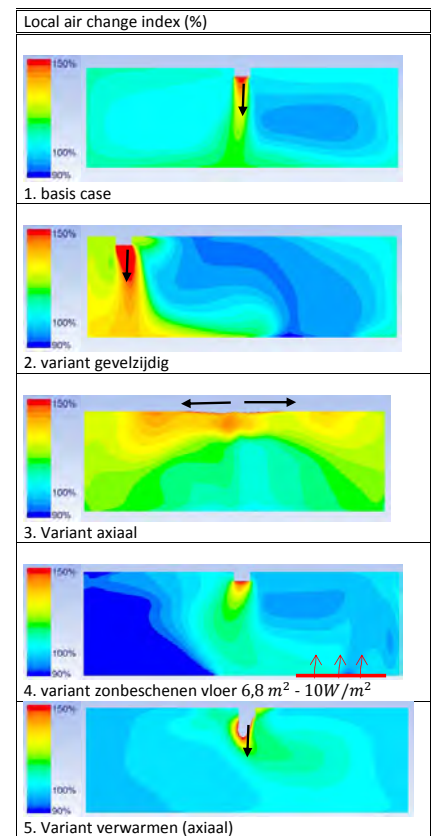 Local air change index (%)
150%
100%
90%
1. basis case
150%
100%
90%
2. variant gevelzijdig
150%
100%
90%
3. Variant axiaal
150%
100%
90%
4. variant zonbeschenen vloer 6,8 m² - 10W/m²
150%
100%
90%
5. Variant verwarmen (axiaal)